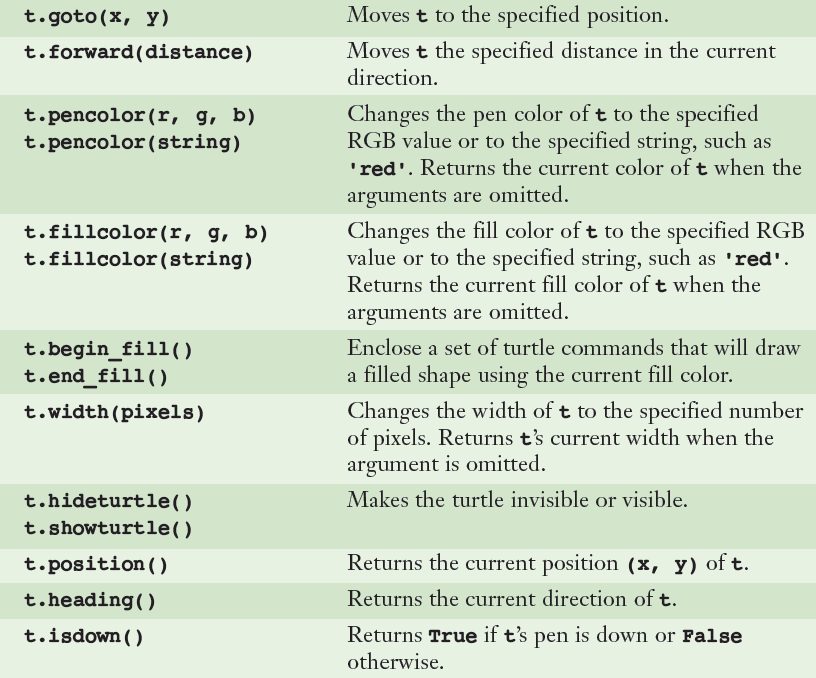 t.goto(x, y) Moves t to the specified position.
t.forward(distance) Moves t the specified distance in the current
direction.
t.pencolor(r, g, b) Changes the pen color of t to the specified
t.pencolor(string) RGB value or to the specified string, such as
'red'. Returns the current color of t when the
arguments are omitted.
t.fillcolor(r, g, b) Changes the fill color of t to the specified RGB
t.fillcolor(string) value or to the specified string, such as 'red'.
Returns the current fill color of t when the
arguments are omitted.
t.begin_fill() Enclose a set of turtle commands that will draw
t.end_fill() a filled shape using the current fill color.
t.width(pixels) Changes the width of t to the specified number
of pixels. Returns t’s current width when the
argument is omitted.
t.hideturtle() Makes the turtle invisible or visible.
t.showturtle()
t.position() Returns the current position (x, y) of t.
t.heading() Returns the current direction of t.
t.isdown() Returns True if t’s pen is down or False
otherwise.